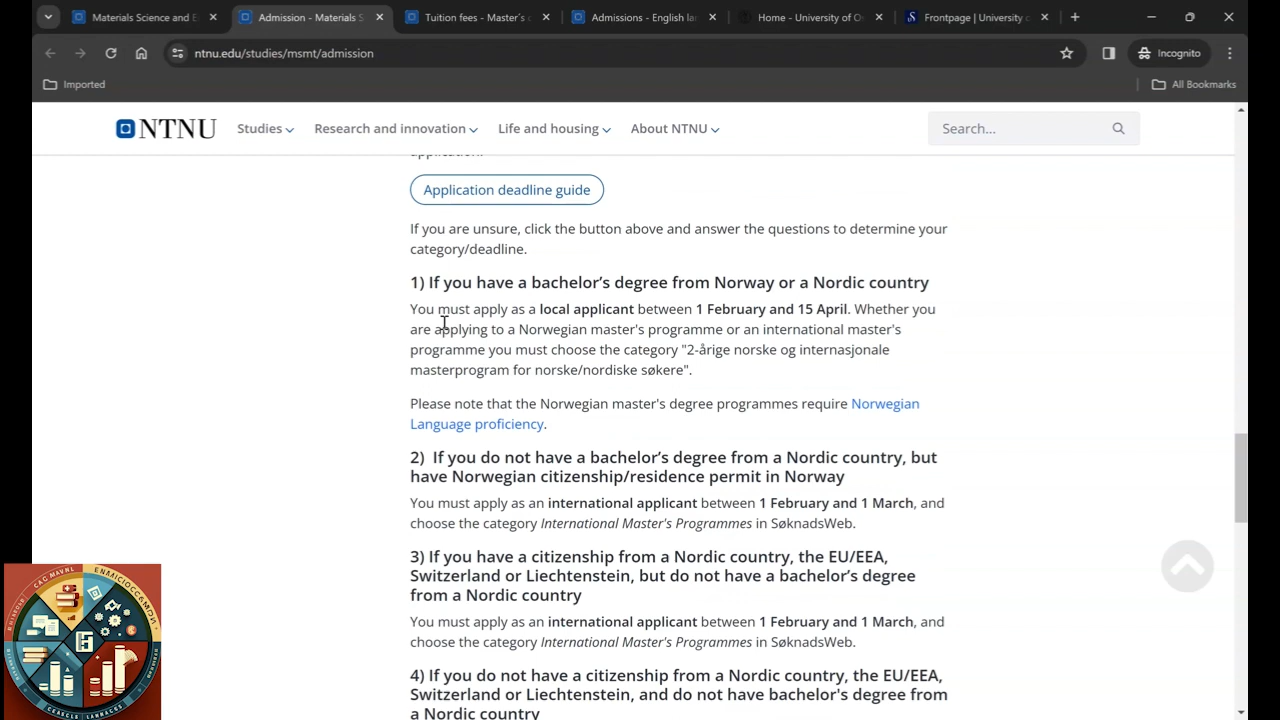 Materials Science and E
Admission - Materials S
Tuition fees - Master's
Admissions - English la
Home - University of O
Frontpage | University
ntnu.edu/studies/msmt/admission
Incognito
Imported
All Bookmarks
NTNU
Studies
Research and innovation
Life and housing
About NTNU
Search...
application.
Application deadline guide
If you are unsure, click the button above and answer the questions to determine your
category/deadline.
1) If you have a bachelor’s degree from Norway or a Nordic country
You must apply as a local applicant between 1 February and 15 April. Whether you
are applying to a Norwegian master's programme or an international master's
programme you must choose the category "2-årige norske og internasjonale
masterprogram for norske/nordiske søkere".
Please note that the Norwegian master's degree programmes require Norwegian
Language proficiency.
2) If you do not have a bachelor’s degree from a Nordic country, but
have Norwegian citizenship/residence permit in Norway
You must apply as an international applicant between 1 February and 1 March, and
choose the category International Master's Programmes in SøknadsWeb.
3) If you have a citizenship from a Nordic country, the EU/EEA,
Switzerland or Liechtenstein, but do not have a bachelor’s degree
from a Nordic country
You must apply as an international applicant between 1 February and 1 March, and
choose the category International Master's Programmes in SøknadsWeb.
4) If you do not have a citizenship from a Nordic country, the EU/EEA,
Switzerland or Liechtenstein, and do not have bachelor's degree from
a Nordic country